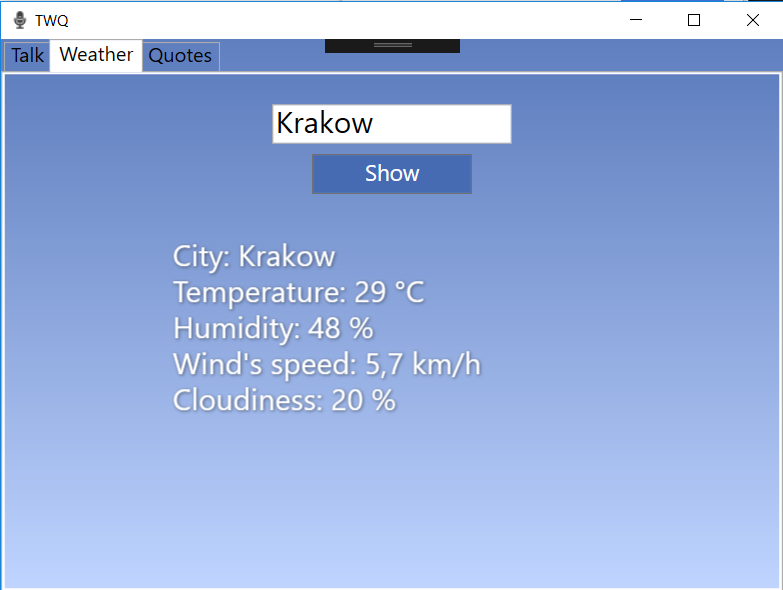 TWQ
Talk Weather Quotes
Krakow
Show
City: Krakow
Temperature: 29 °C
Humidity: 48 %
Wind's speed: 5,7 km/h
Cloudiness: 20 %